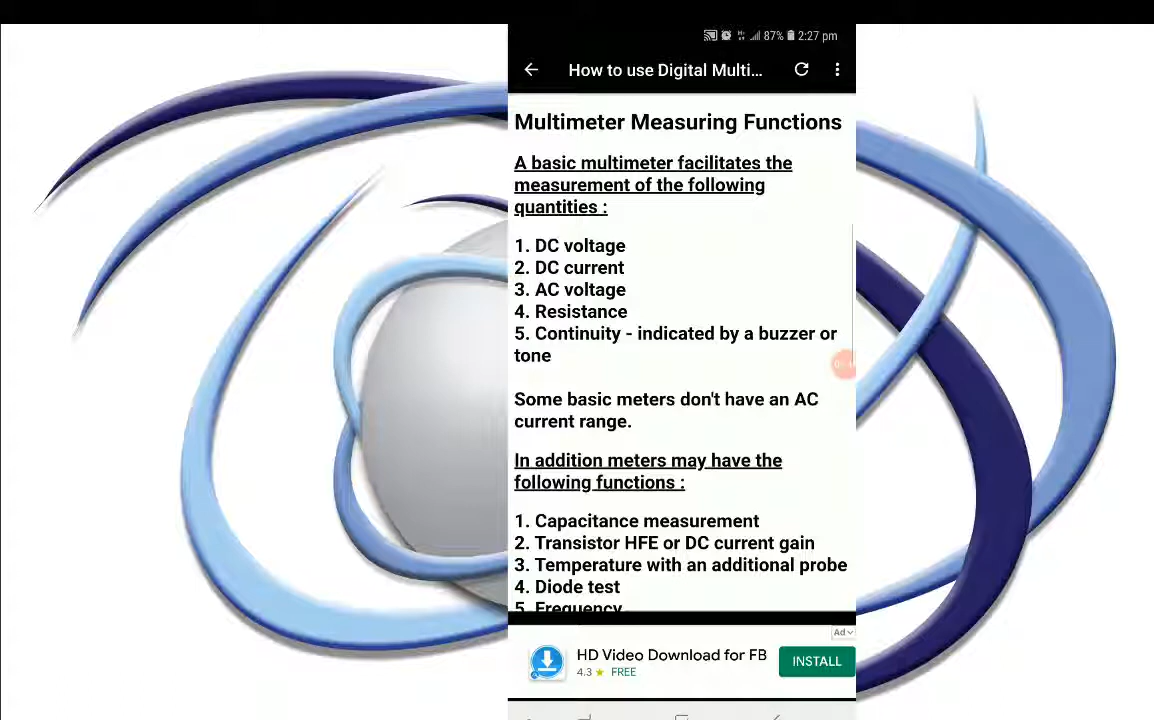 87% 2:27 pm
How to use Digital Multi...
Multimeter Measuring Functions
A basic multimeter facilitates the
measurement of the following
quantities :
1. DC voltage
2. DC current
3. AC voltage
4. Resistance
5. Continuity - indicated by a buzzer or
tone
Some basic meters don't have an AC
current range.
In addition meters may have the
following functions :
1. Capacitance measurement
2. Transistor HFE or DC current gain
3. Temperature with an additional probe
4. Diode test
5. Frequency
Ad
HD Video Download for FB
4.3 ★ FREE
INSTALL